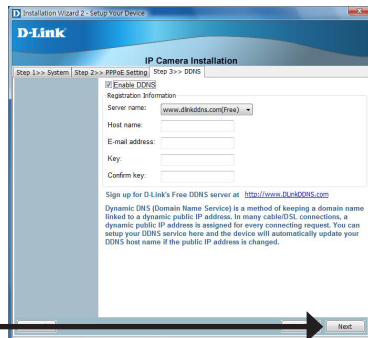 Installation Wizard 2 - Setup Your Device
D-Link
IP Camera Installation
Step 1>> System Step 2>> PPPoE Setting Step 3>> DDNS
Enable DDNS
Registration Information
Server name: www.dlinkddns.com(Free)
Host name:
E-mail address:
Key:
Confirm key:
Sign up for D-Link's Free DDNS server at http://www.DLinkDDNS.com
Dynamic DNS (Domain Name Service) is a method of keeping a domain name
linked to a dynamic public IP address. In many cable/DSL connections, a
dynamic public IP address is assigned for every connecting request. You can
setup your DDNS service here and the device will automatically update your
DDNS host name if the public IP address is changed.
Next